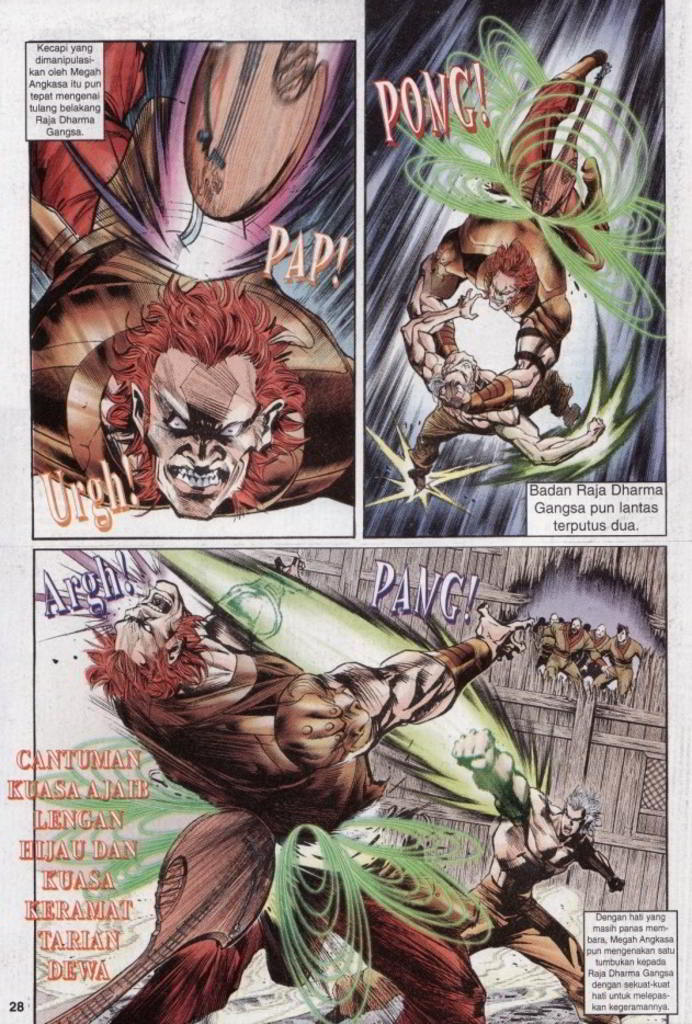 Kecapi yang
dimanipulasi-
kan oleh Megah
Angkasa itu pun
tepat mengenai
tulang belakang
Raja Dharma
Gangsa.
PAP!
Urgh!
PONG!
Badan Raja Dharma
Gangsa pun lantas
terputus dua.
Argh!
PANG!
CANTUMAN
KUASA AJAIB
LENGAN
HIJAU DAN
KUASA
KERAMAT
TARIAN
DEWA
Dengan hati yang
masih panas mem-
bara, Megah Angkasa
pun mengenakan satu
tumbukan kepada
Raja Dharma Gangsa
dengan sekuat-kuat
hati untuk melepas-
kan kegeramannya.
28